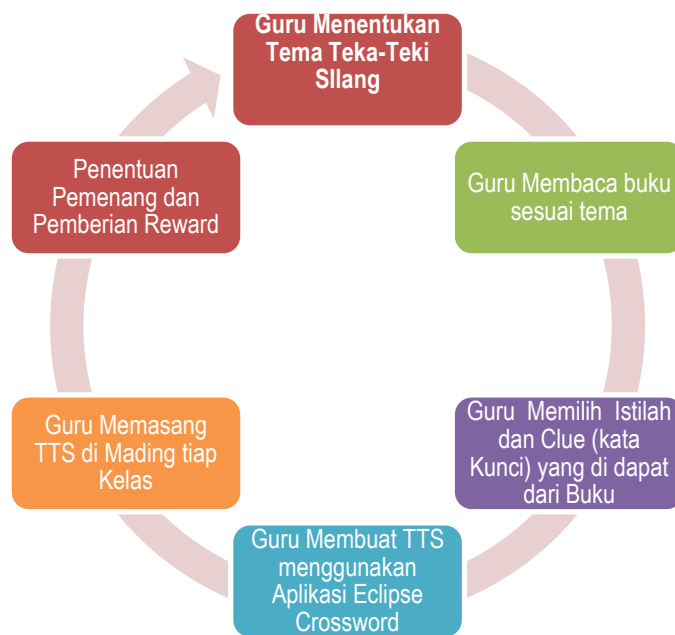 Guru Menentukan
Tema Teka-Teki
SIlang
Guru Membaca buku
sesuai tema
Guru Memilih Istilah
dan Clue (kata
Kunci) yang di dapat
dari Buku
Guru Membuat TTS
menggunakan
Aplikasi Eclipse
Crossword
Guru Memasang
TTS di Mading tiap
Kelas
Penentuan
Pemenang dan
Pemberian Reward